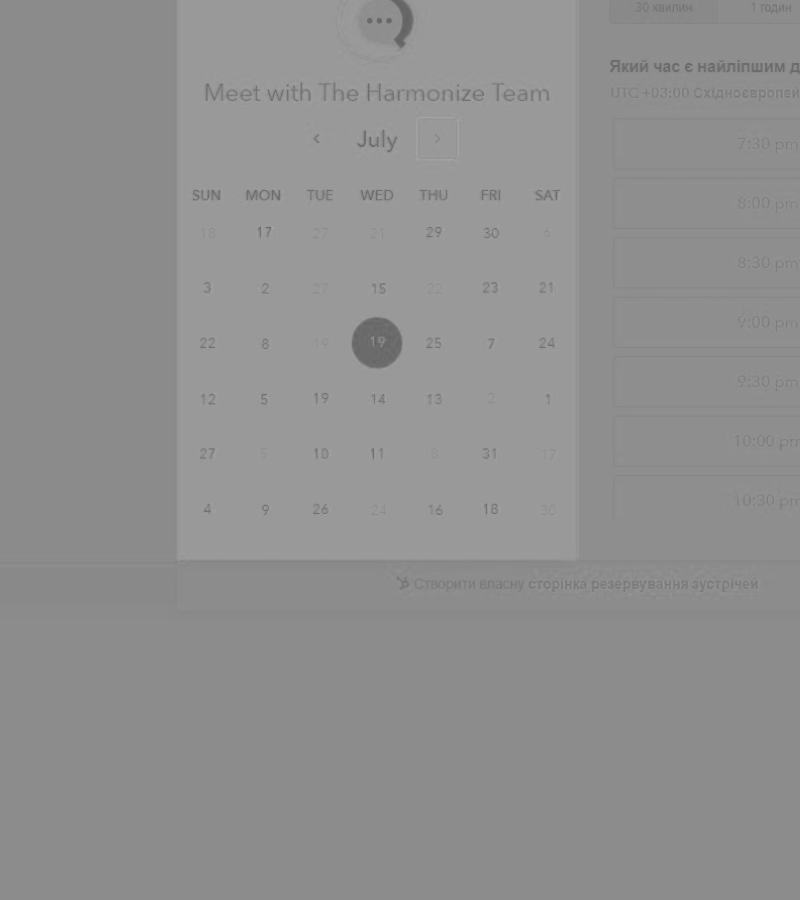 30 хвилин 1 годин
Який час є найліпшим д
UTC +03:00 Східноєвропей
Meet with The Harmonize Team
July
SUN MON TUE WED THU FRI SAT
18 17 27 21 29 30 6
3 2 27 15 22 23 21
22 8 19 19 25 7 24
12 5 19 14 13 2 1
27 5 10 11 8 31 17
4 9 26 24 16 18 30
7:30 pm
8:00 pm
8:30 pm
9:00 pm
9:30 pm
10:00 pm
10:30 pm
Створити власну сторінка резервування зустрічей